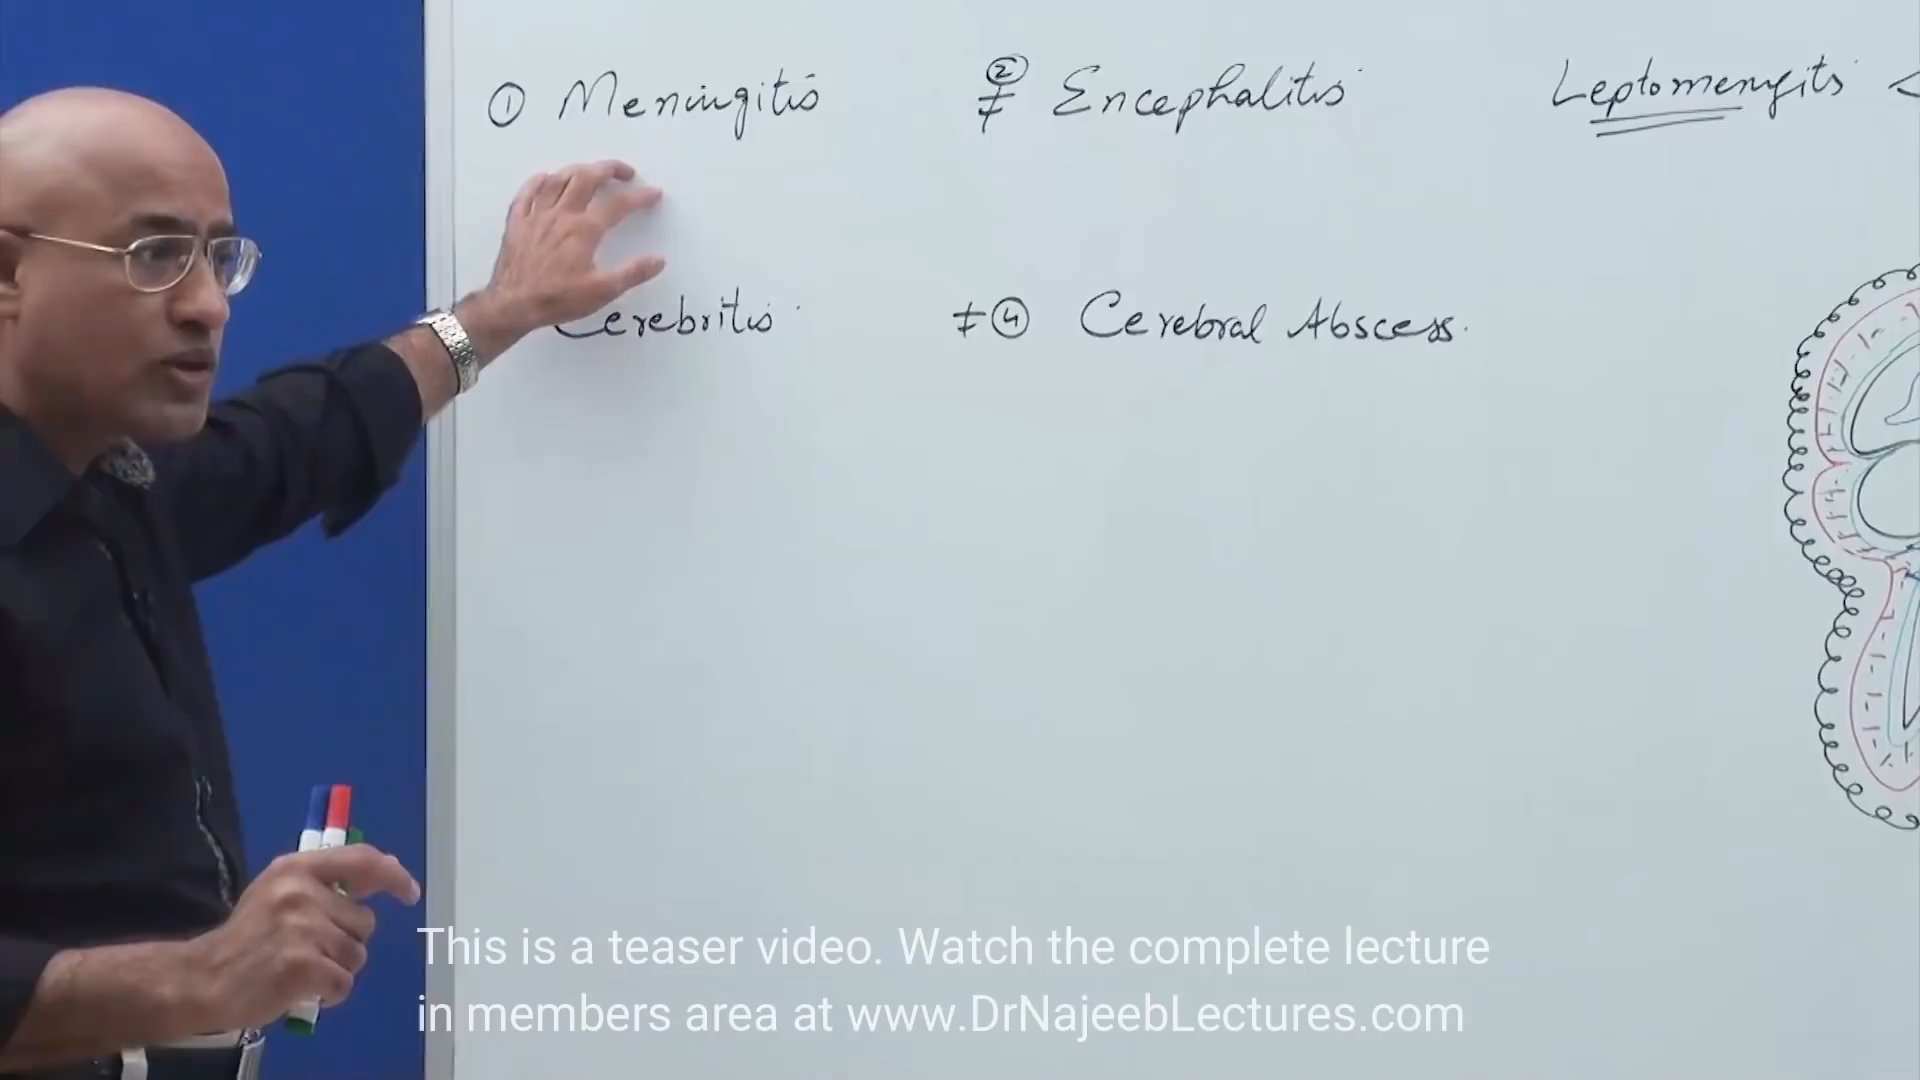 ① Meningitis ② ≠ Encephalitis Leptomenyits <
Cerebritis ≠ ④ Cerebral Abscess.
This is a teaser video. Watch the complete lecture
in members area at www.DrNajeebLectures.com